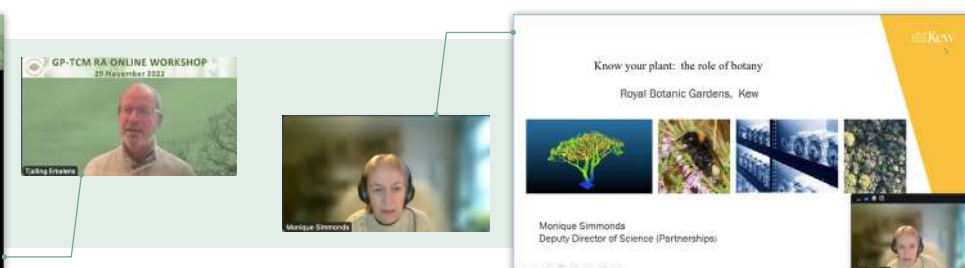 GP-TCM RA ONLINE WORKSHOP
29 November 2022
Tjalling Erkelens
Monique Simmonds
Kew
Know your plant: the role of botany
Royal Botanic Gardens, Kew
Monique Simmonds
Deputy Director of Science (Partnerships)